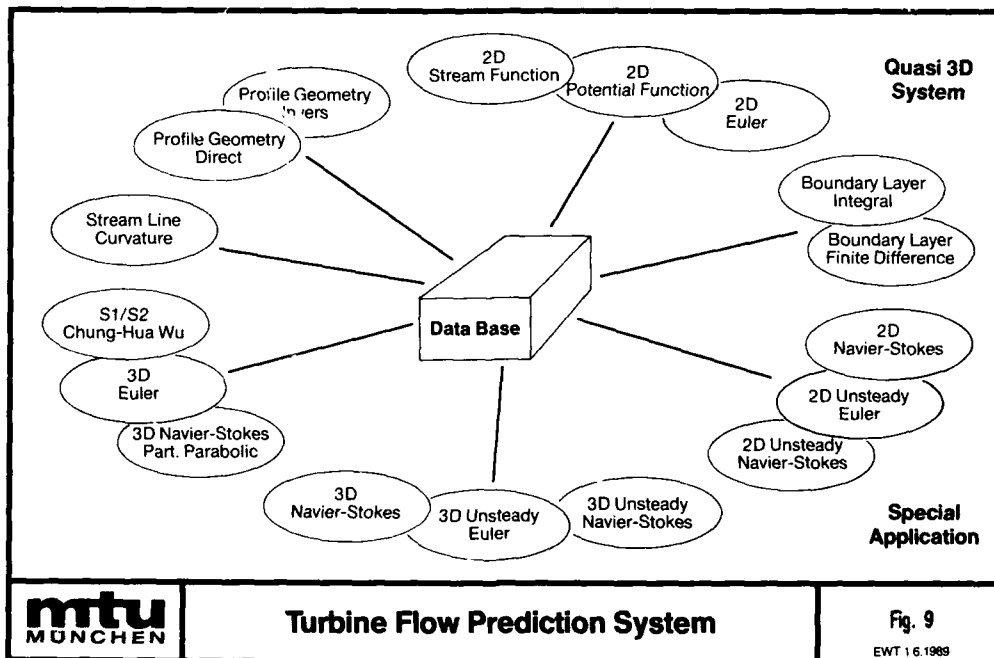 2D
Stream Function
2D
Potential Function
2D
Euler
Quasi 3D
System
Profile Geometry
Invers
Profile Geometry
Direct
Boundary Layer
Integral
Boundary Layer
Finite Difference
Stream Line
Curvature
Data Base
S1/S2
Chung-Hua Wu
3D
Euler
3D Navier-Stokes
Part. Parabolic
2D
Navier-Stokes
2D Unsteady
Euler
2D Unsteady
Navier-Stokes
3D
Navier-Stokes
3D Unsteady
Euler
3D Unsteady
Navier-Stokes
Special
Application
mtu
MÜNCHEN
Turbine Flow Prediction System
Fig. 9
EWT 1 6.1989